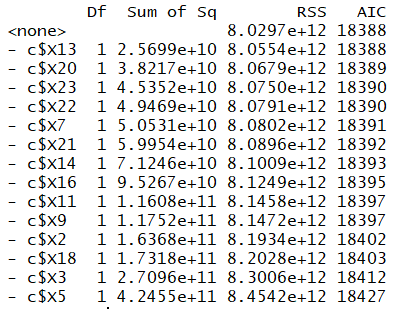 Df Sum of Sq RSS AIC
<none> 8.0297e+12 18388
- c$x13 1 2.5699e+10 8.0554e+12 18388
- c$x20 1 3.8217e+10 8.0679e+12 18389
- c$x23 1 4.5352e+10 8.0750e+12 18390
- c$x22 1 4.9469e+10 8.0791e+12 18390
- c$x7 1 5.0531e+10 8.0802e+12 18391
- c$x21 1 5.9954e+10 8.0896e+12 18392
- c$x14 1 7.1246e+10 8.1009e+12 18393
- c$x16 1 9.5267e+10 8.1249e+12 18395
- c$x11 1 1.1608e+11 8.1458e+12 18397
- c$x9 1 1.1752e+11 8.1472e+12 18397
- c$x2 1 1.6368e+11 8.1934e+12 18402
- c$x18 1 1.7318e+11 8.2028e+12 18403
- c$x3 1 2.7096e+11 8.3006e+12 18412
- c$x5 1 4.2455e+11 8.4542e+12 18427